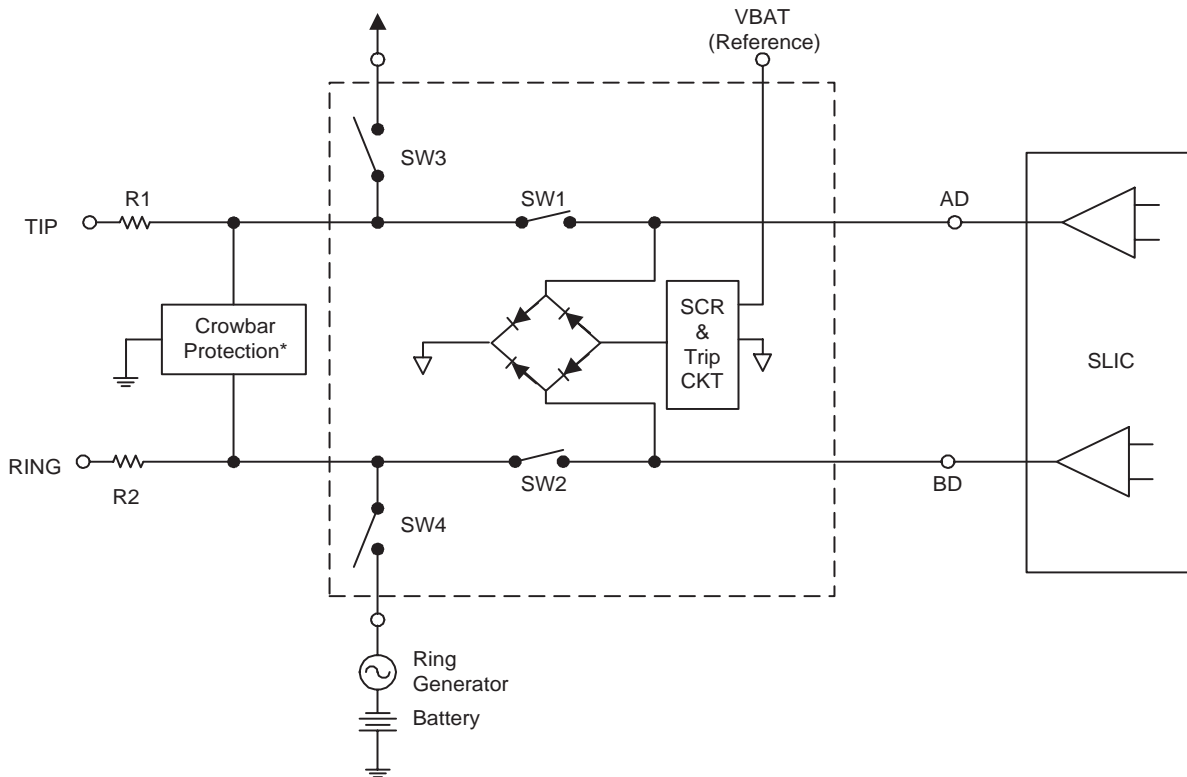 VBAT
(Reference)
SW3
R1
SW1
AD
TIP
Crowbar
Protection*
SCR
&
Trip
CKT
SLIC
RING
R2
SW2
BD
SW4
Ring
Generator
Battery